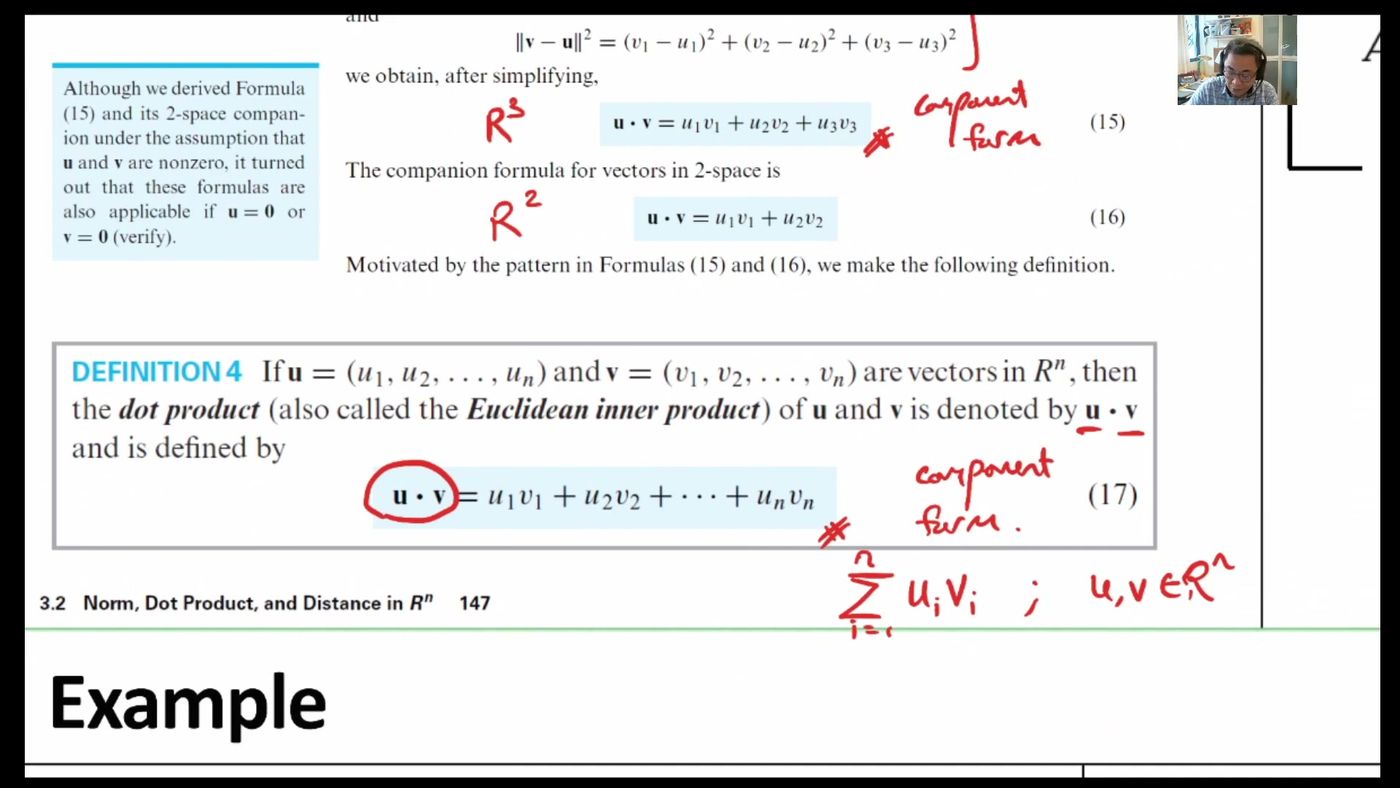 and
‖v − u‖² = (v₁ − u₁)² + (v₂ − u₂)² + (v₃ − u₃)²
we obtain, after simplifying,
R³
u • v = u₁v₁ + u₂v₂ + u₃v₃
component
form
(15)
The companion formula for vectors in 2-space is
R²
u • v = u₁v₁ + u₂v₂
(16)
Motivated by the pattern in Formulas (15) and (16), we make the following definition.
Although we derived Formula
(15) and its 2-space compan-
ion under the assumption that
u and v are nonzero, it turned
out that these formulas are
also applicable if u = 0 or
v = 0 (verify).
DEFINITION 4 If u = (u₁, u₂, . . . , uₙ) and v = (v₁, v₂, . . . , vₙ) are vectors in Rⁿ, then
the dot product (also called the Euclidean inner product) of u and v is denoted by u • v
and is defined by
u • v = u₁v₁ + u₂v₂ + · · · + uₙvₙ
component
form.
(17)
n
∑ uᵢvᵢ ; u, v ∈ Rⁿ
i=1
3.2 Norm, Dot Product, and Distance in Rⁿ 147
Example